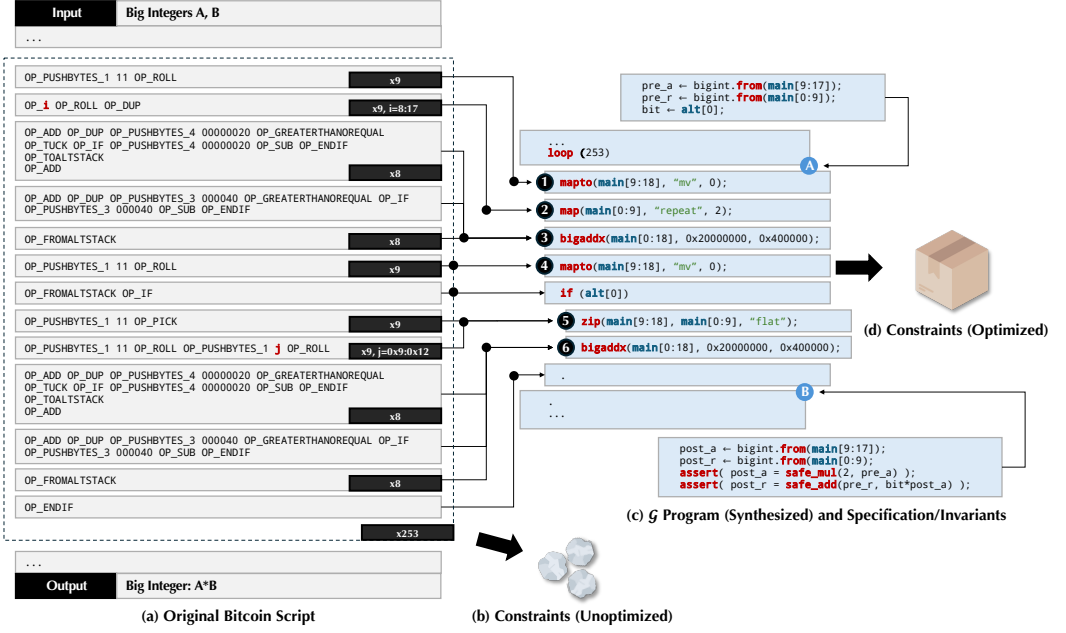 Input
Big Integers A, B
...
OP_PUSHBYTES_1 11 OP_ROLL
x9
OP_i OP_ROLL OP_DUP
x9, i=8:17
OP_ADD OP_DUP OP_PUSHBYTES_4 00000020 OP_GREATERTHANOREQUAL
OP_TUCK OP_IF OP_PUSHBYTES_4 00000020 OP_SUB OP_ENDIF
OP_TOALTSTACK
OP_ADD
x8
OP_ADD OP_DUP OP_PUSHBYTES_3 000040 OP_GREATERTHANOREQUAL OP_IF
OP_PUSHBYTES_3 000040 OP_SUB OP_ENDIF
OP_FROMALTSTACK
x8
OP_PUSHBYTES_1 11 OP_ROLL
x9
OP_FROMALTSTACK OP_IF
OP_PUSHBYTES_1 11 OP_PICK
x9
OP_PUSHBYTES_1 11 OP_ROLL OP_PUSHBYTES_1 j OP_ROLL
x9, j=0x9:0x12
OP_ADD OP_DUP OP_PUSHBYTES_4 00000020 OP_GREATERTHANOREQUAL
OP_TUCK OP_IF OP_PUSHBYTES_4 00000020 OP_SUB OP_ENDIF
OP_TOALTSTACK
OP_ADD
x8
OP_ADD OP_DUP OP_PUSHBYTES_3 000040 OP_GREATERTHANOREQUAL OP_IF
OP_PUSHBYTES_3 000040 OP_SUB OP_ENDIF
OP_FROMALTSTACK
x8
OP_ENDIF
x253
...
Output
Big Integer: A*B
(a) Original Bitcoin Script
(b) Constraints (Unoptimized)
pre_a ← bigint.from(main[9:17]);
pre_r ← bigint.from(main[0:9]);
bit ← alt[0];
...
loop (253)
A
1 mapto(main[9:18], "mv", 0);
2 map(main[0:9], "repeat", 2);
3 bigaddx(main[0:18], 0x20000000, 0x400000);
4 mapto(main[9:18], "mv", 0);
if (alt[0])
5 zip(main[9:18], main[0:9], "flat");
6 bigaddx(main[0:18], 0x20000000, 0x400000);
.
B
.
...
post_a ← bigint.from(main[9:17]);
post_r ← bigint.from(main[0:9);
assert( post_a = safe_mul(2, pre_a) );
assert( post_r = safe_add(pre_r, bit*post_a) );
(c) 𝒢 Program (Synthesized) and Specification/Invariants
(d) Constraints (Optimized)